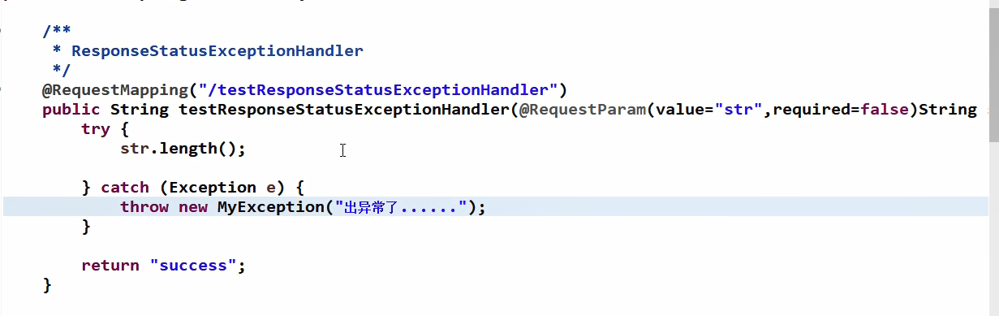 /**
 * ResponseStatusExceptionHandler
 */
@RequestMapping("/testResponseStatusExceptionHandler")
public String testResponseStatusExceptionHandler(@RequestParam(value="str",required=false)String
try {
str.length();
} catch (Exception e) {
throw new MyException("出异常了......");
}
return "success";
}